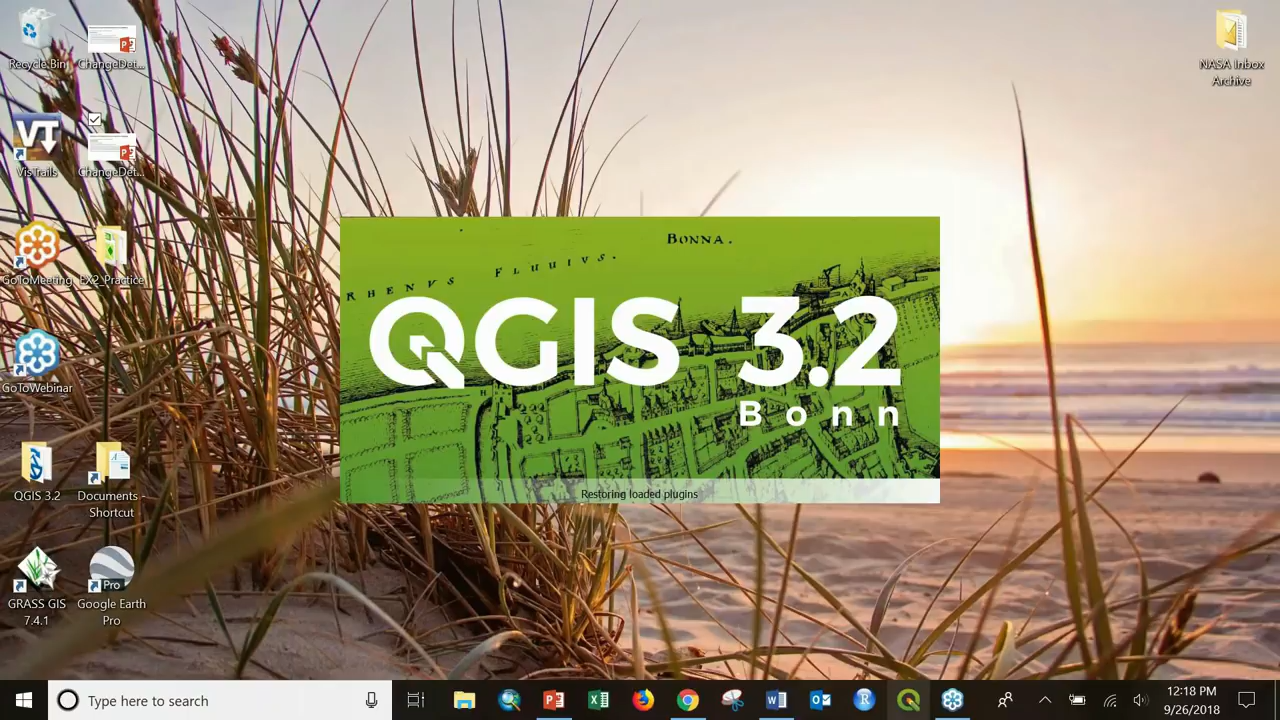 Recycle Bin
ChangeDet...
NASA Inbox
Archive
VisTrails
ChangeDet...
GoToMeeting
EX2_Practice
GoToWebinar
QGIS 3.2
Documents -
Shortcut
GRASS GIS
7.4.1
Pro
Google Earth
Pro
BONNA.
RHENVS FLUUIVS.
QGIS 3.2
Bonn
Restoring loaded plugins
Type here to search
12:18 PM
9/26/2018